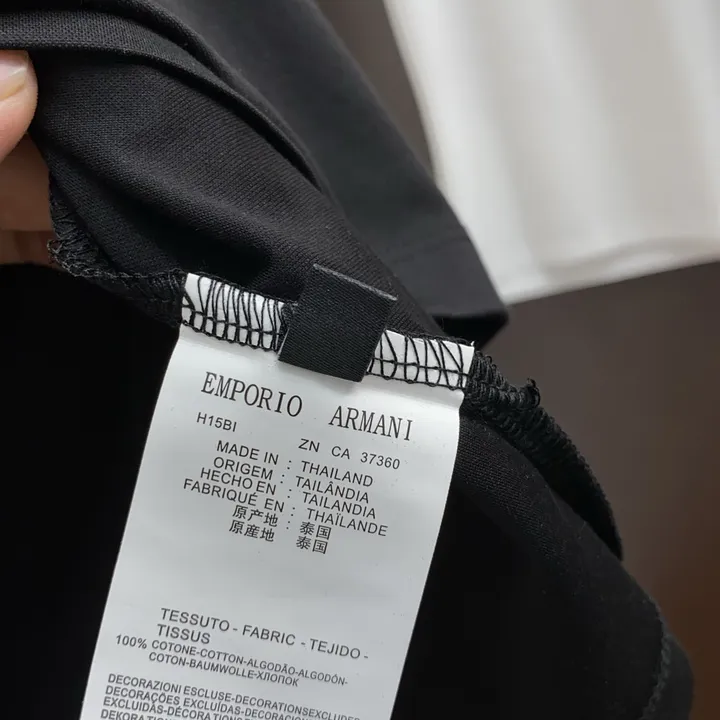 EMPORIO ARMANI
H15BI ZN CA 37360
MADE IN : THAILAND
ORIGEM : TAILÂNDIA
HECHO EN : TAILANDIA
FABRIQUÉ EN : THAÏLANDE
原产地 : 泰国
原產地 泰国
TESSUTO - FABRIC - TEJIDO -
TISSUS
100% COTONE-COTTON-ALGODÃO-ALGODÓN-
COTON-BAUMWOLLE-ХЛОПОК
DECORAZIONI ESCLUSE-DECORATIONSEXCLUDED
DECORAÇÕES EXCLUÍDAS-DECORACIONES
EXCLUIDAS-DÉCORATIONS